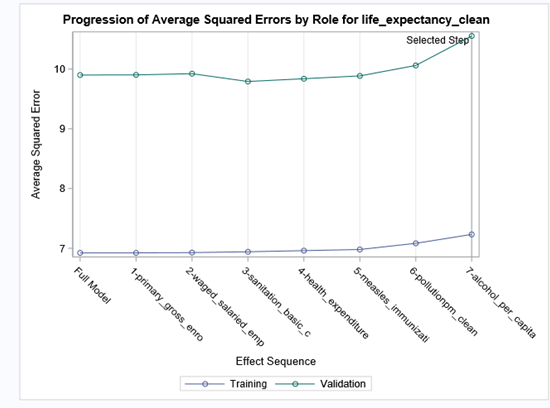 Progression of Average Squared Errors by Role for life_expectancy_clean
Selected Step
10
9
8
7
Average Squared Error
Full Model
1-primary_gross_enro
2-waged_salaried_emp
3-sanitation_basic_c
4-health_expenditure
5-measles_immunizati
6-pollutionpm_clean
7-alcohol_per_capita
Effect Sequence
Training
Validation